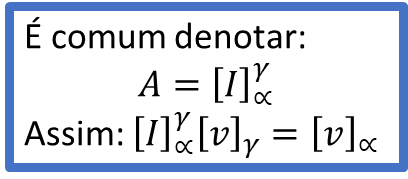 É comum denotar:
A = [I]^γ_∝
Assim: [I]^γ_∝[v]_γ = [v]_∝